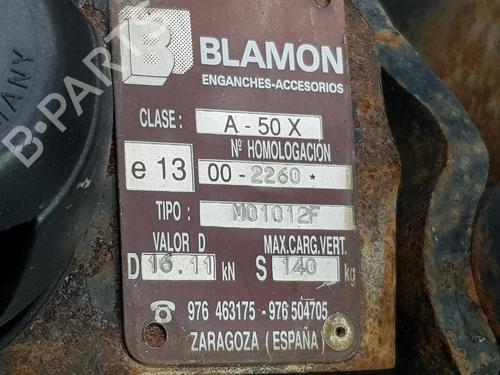 B BLAMON
ENGANCHES-ACCESORIOS
CLASE: A-50 X
Nº HOMOLOGACIÓN
e 13 00-2260*
TIPO: M01012F
VALOR D MAX.CARG.VERT.
D 16.11 kN S 140 kg
☎ 976 463175 · 976 504705
ZARAGOZA (ESPAÑA)
MANY
B-PARTS